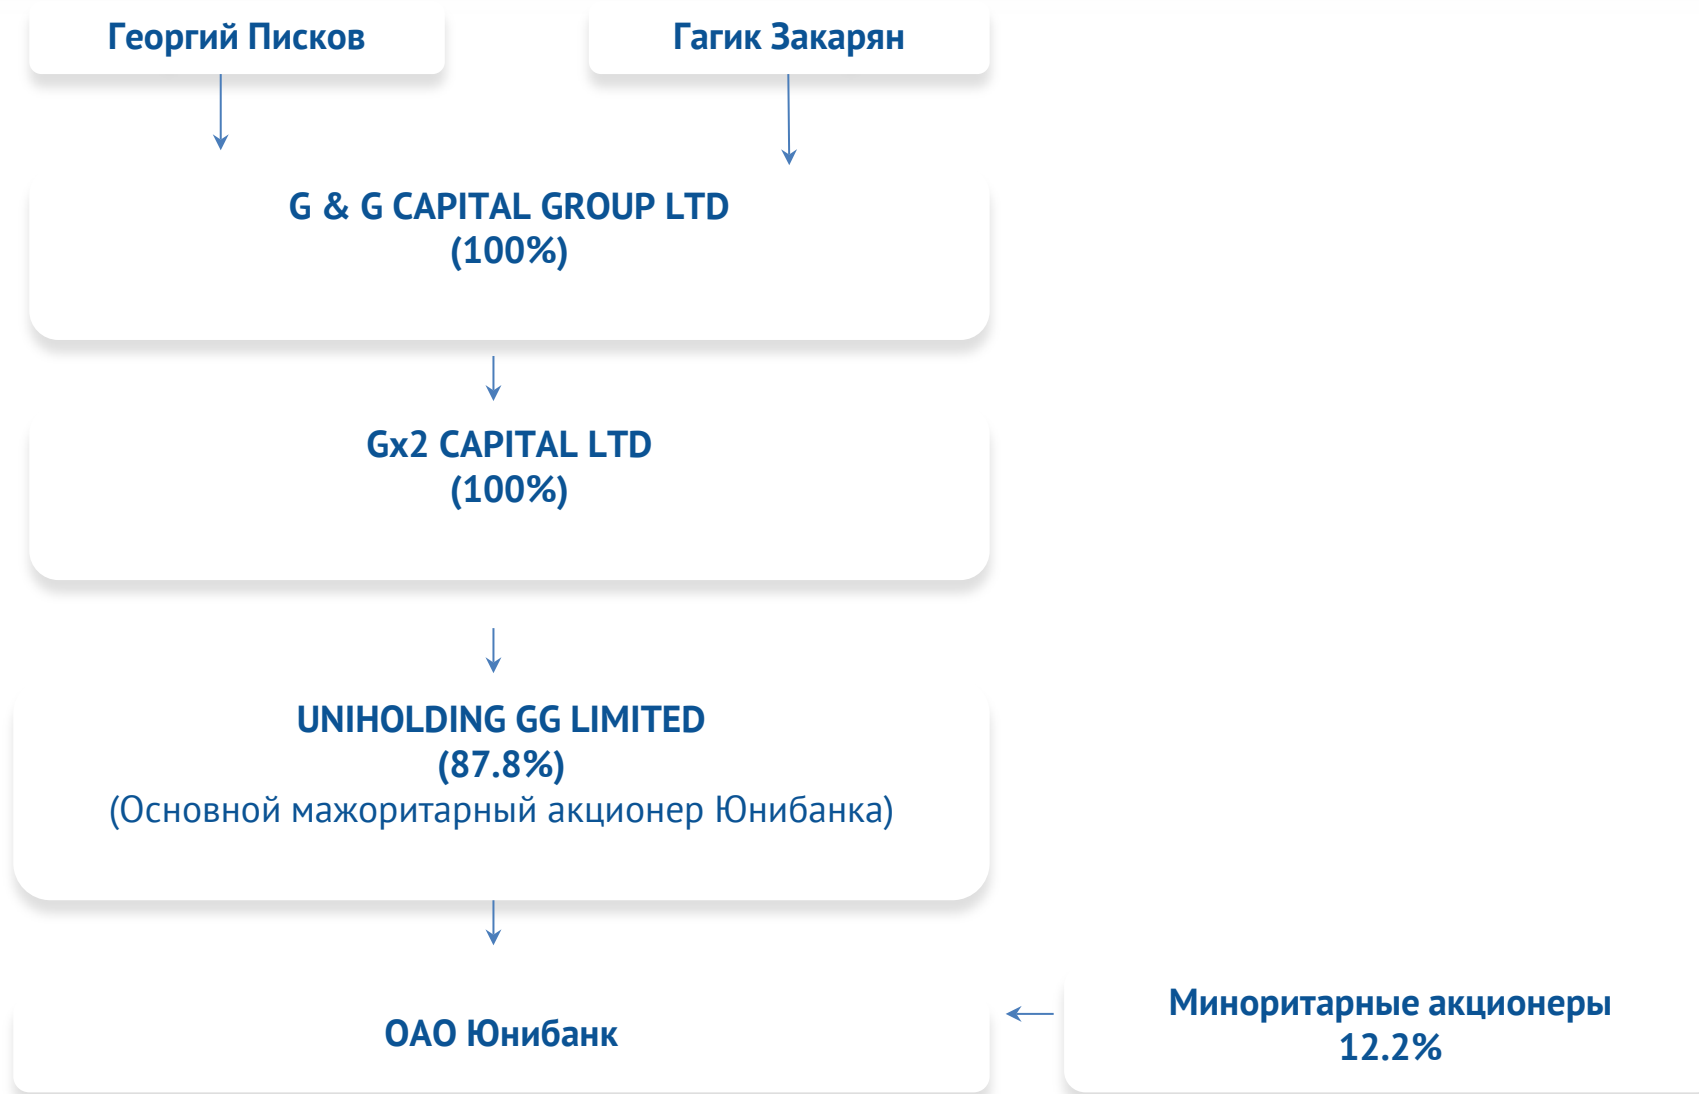 Георгий Писков
Гагик Закарян
G & G CAPITAL GROUP LTD
(100%)
Gx2 CAPITAL LTD
(100%)
UNIHOLDING GG LIMITED
(87.8%)
(Основной мажоритарный акционер Юнибанка)
ОАО Юнибанк
Миноритарные акционеры
12.2%